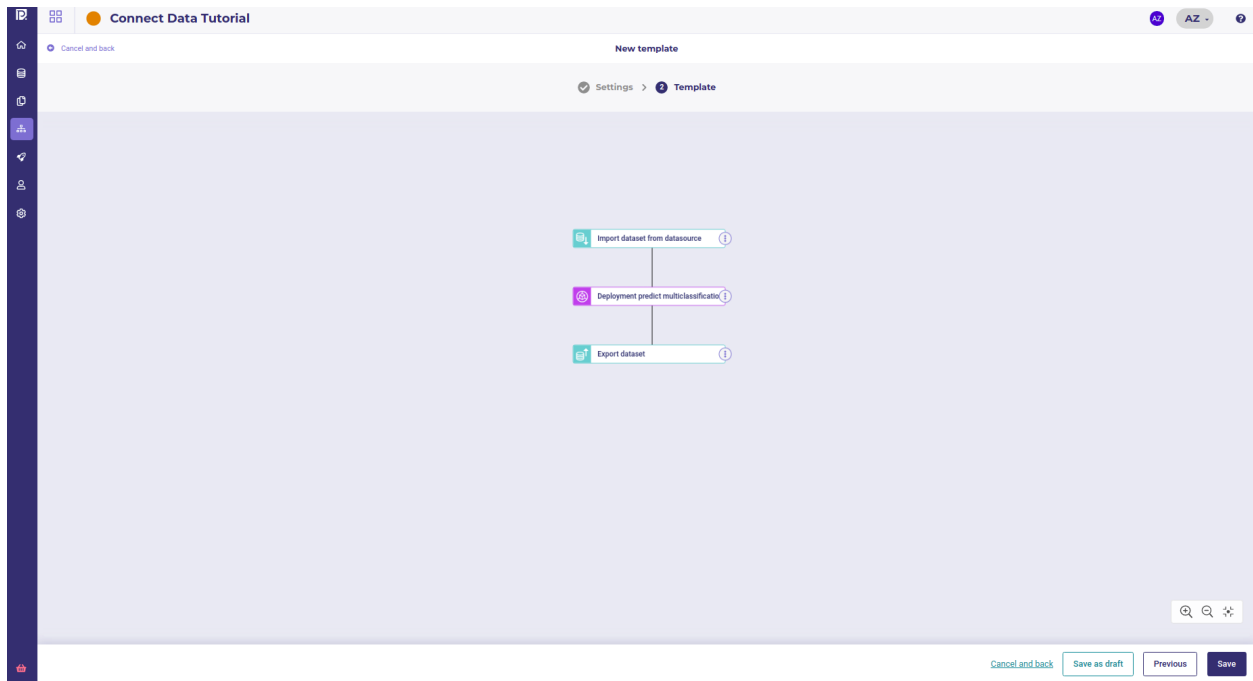 Connect Data Tutorial
AZ
AZ
Cancel and back
New template
Settings > 2 Template
Import dataset from datasource
Deployment predict multiclassificatio
Export dataset
Cancel and back
Save as draft
Previous
Save